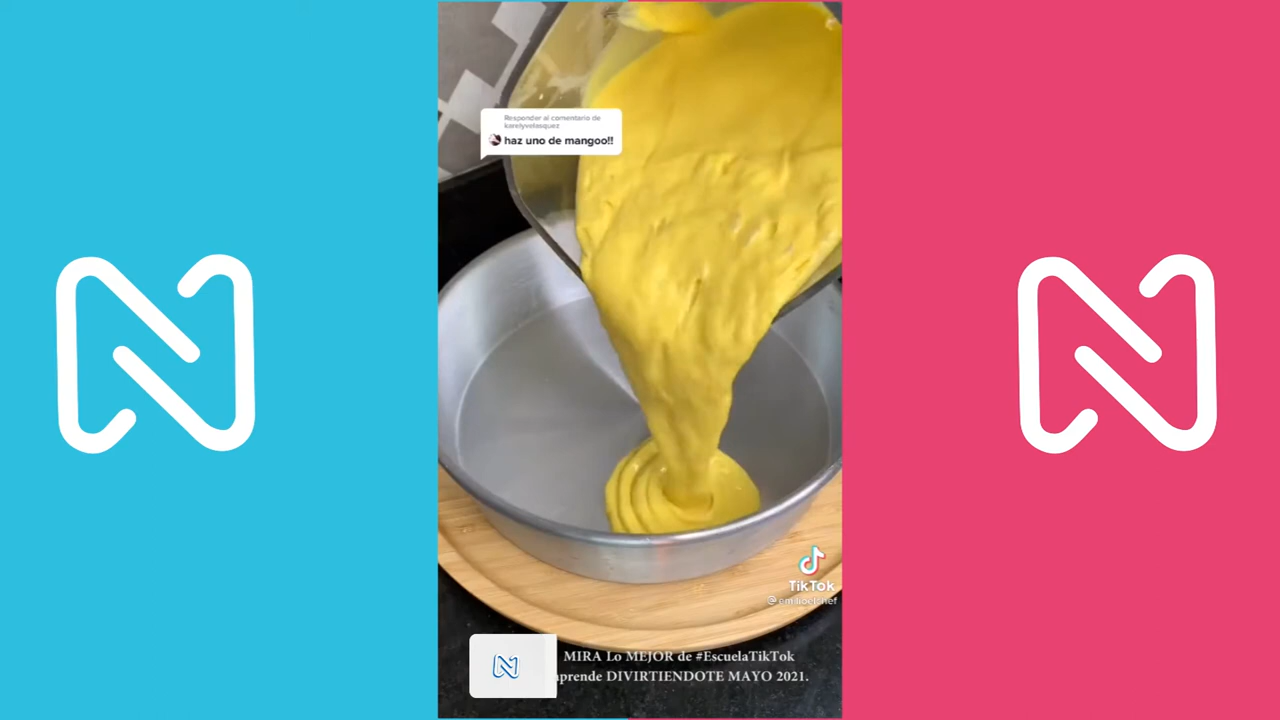 Responder al comentario de
karelyvelasquez
haz uno de mangoo!!
TikTok
@emilioelchef
MIRA Lo MEJOR de #EscuelaTikTok
aprende DIVIRTIENDOTE MAYO 2021.